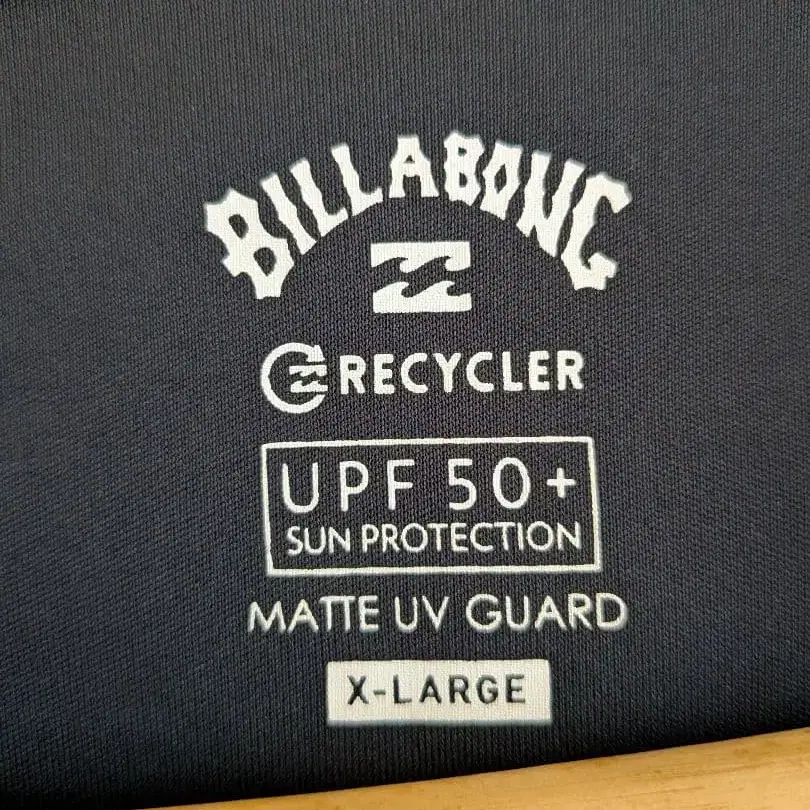 BILLABONG
RECYCLER
UPF 50+
SUN PROTECTION
MATTE UV GUARD
X-LARGE